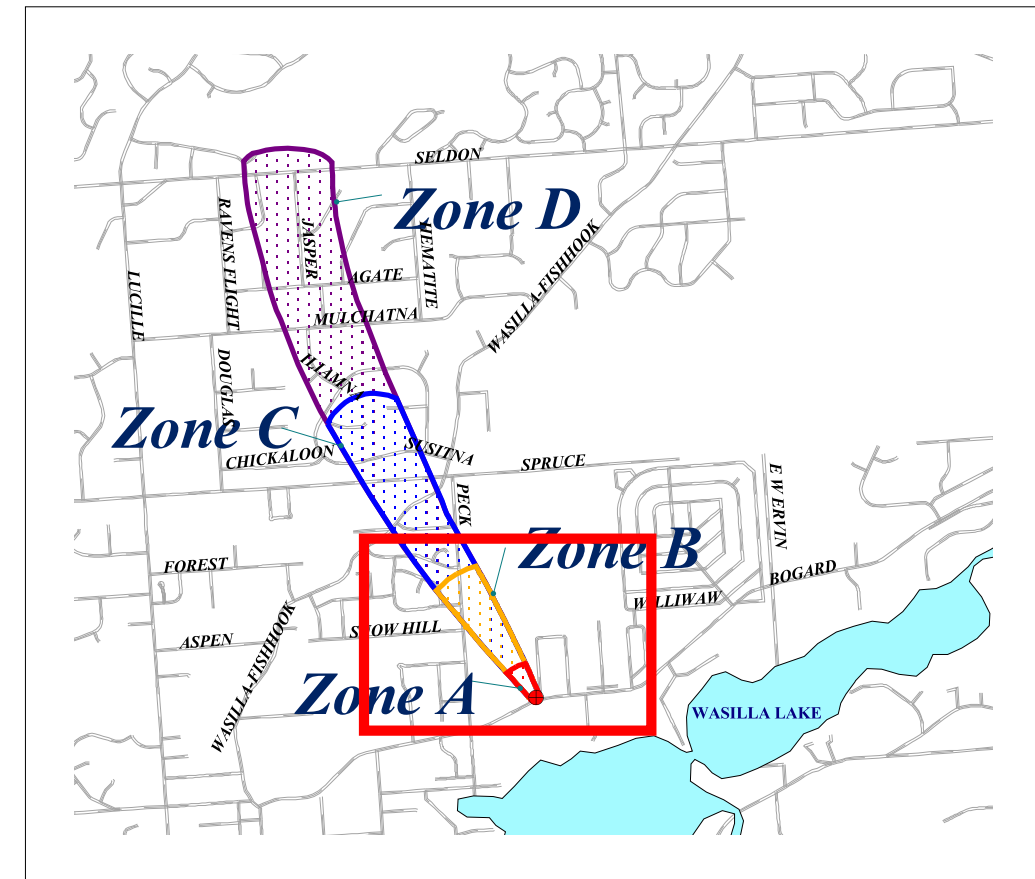 SELDON
Zone D
RAVENS FLIGHT
JASPER
HEMATITE
WASILLA-FISHHOOK
AGATE
LUCILLE
MULCHATNA
DOUGLAS
ILIAMNA
Zone C
SUSITNA
CHICKALOON
SPRUCE
PECK
E W ERVIN
Zone B
FOREST
BOGARD
WILLIWAW
SNOW HILL
ASPEN
WASILLA-FISHHOOK
Zone A
WASILLA LAKE